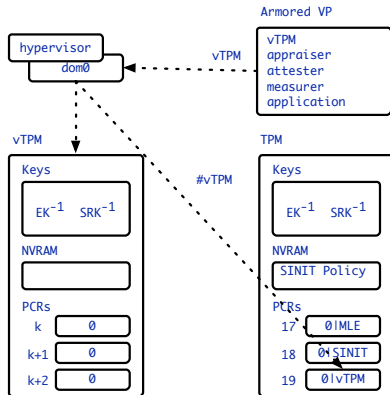 Armored VP
hypervisor
dom0
vTPM
vTPM
appraiser
attester
measurer
application
vTPM
Keys
EK-1 SRK-1
NVRAM
PCRs
k 0
k+1 0
k+2 0
#vTPM
TPM
Keys
EK-1 SRK-1
NVRAM
SINIT Policy
PCRs
17 0|MLE
18 0|SINIT
19 0|vTPM